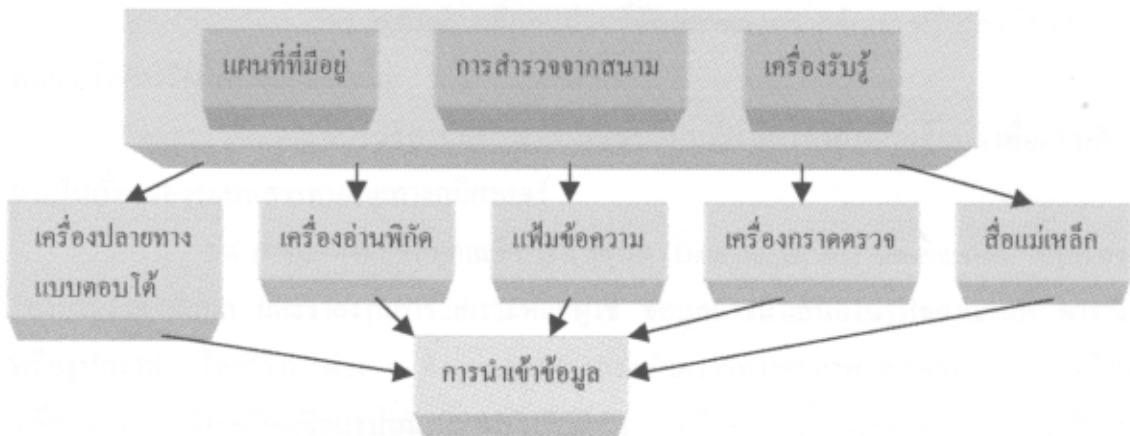 แผนที่ที่มีอยู่ การสำรวจจากสนาม เครื่องรับรู้
เครื่องปลายทาง
แบบตอบโต้
เครื่องอ่านพิกัด
แฟ้มข้อความ
เครื่องกราดตรวจ
สื่อแม่เหล็ก
การนำเข้าข้อมูล